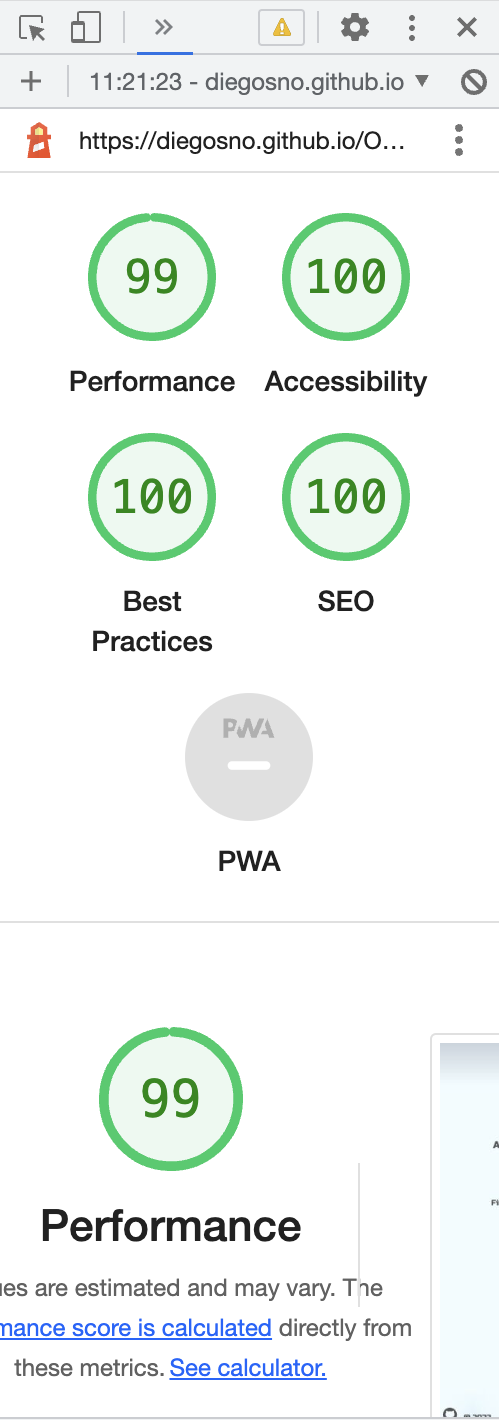 11:21:23 - diegosno.github.io
https://diegosno.github.io/O…
99
100
Performance
Accessibility
100
100
Best
Practices
SEO
PWA
PWA
99
Performance
are estimated and may vary. The
score is calculated directly from
these metrics. See calculator.